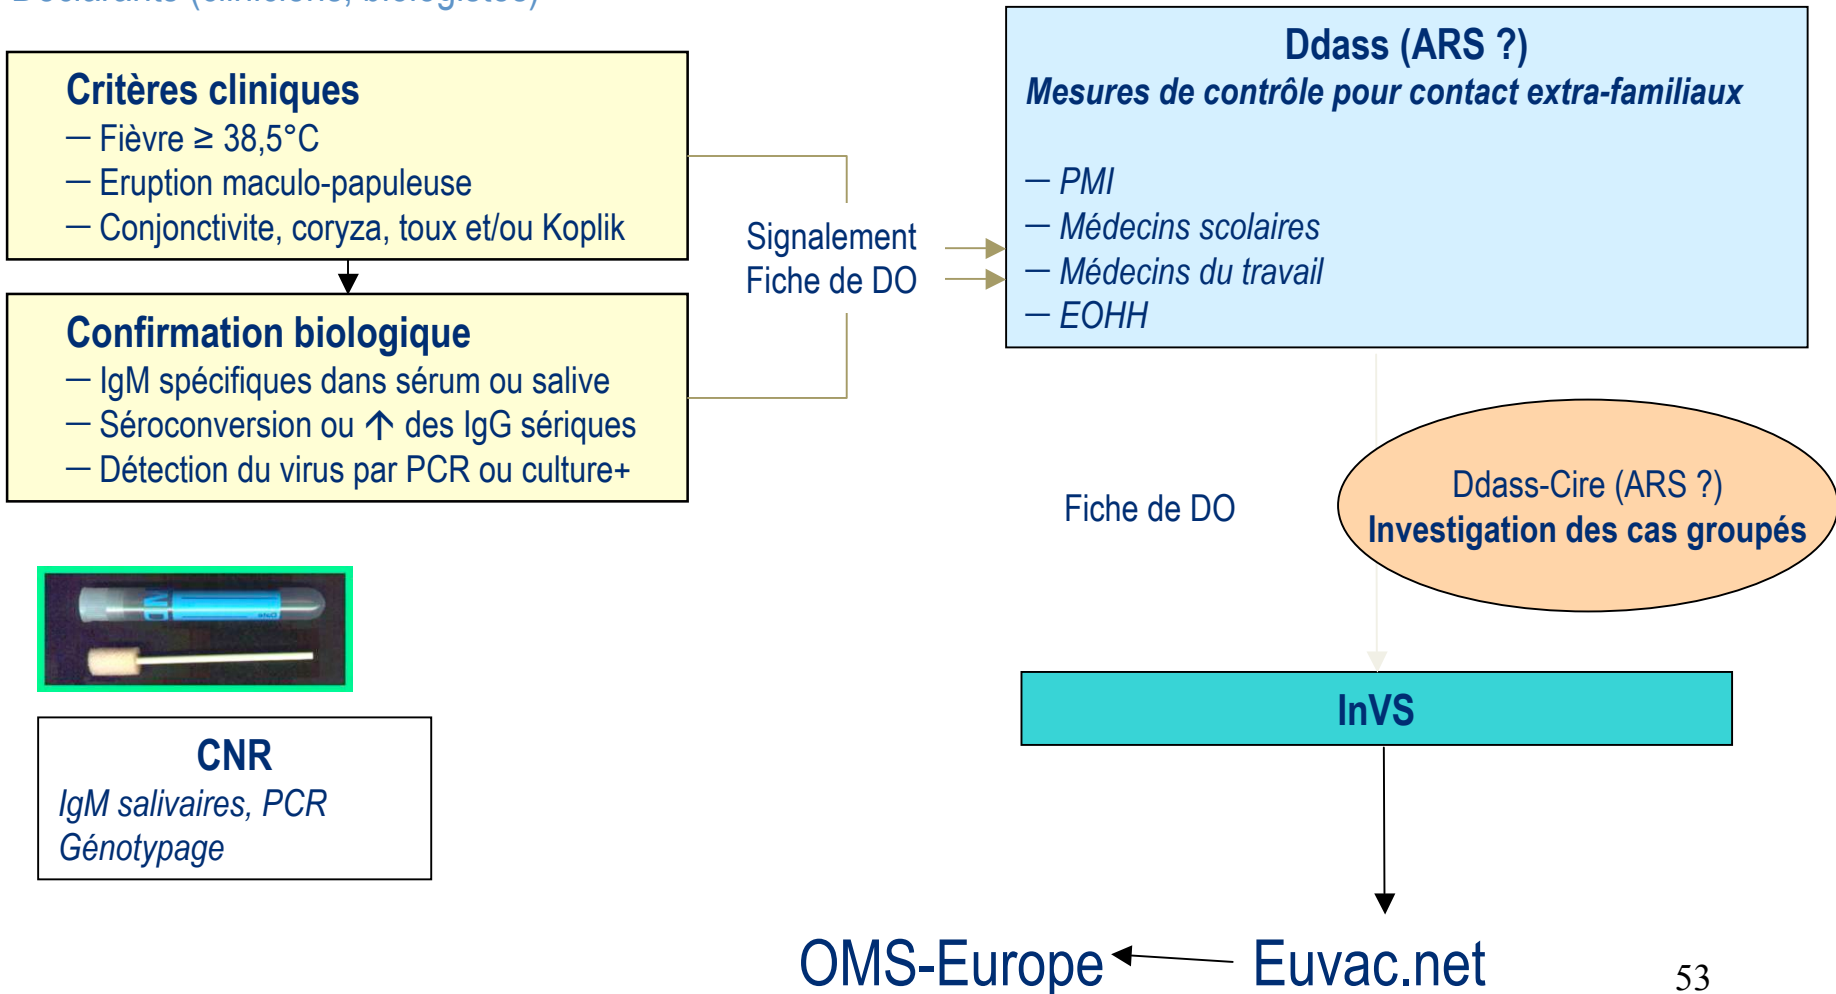 Déclarants (cliniciens, biologistes)
Critères cliniques
– Fièvre ≥ 38,5°C
– Eruption maculo-papuleuse
– Conjonctivite, coryza, toux et/ou Koplik
Confirmation biologique
– IgM spécifiques dans sérum ou salive
– Séroconversion ou ↑ des IgG sériques
– Détection du virus par PCR ou culture+
Signalement
Fiche de DO
Ddass (ARS ?)
Mesures de contrôle pour contact extra-familiaux
– PMI
– Médecins scolaires
– Médecins du travail
– EOHH
Fiche de DO
Ddass-Cire (ARS ?)
Investigation des cas groupés
CNR
IgM salivaires, PCR
Génotypage
InVS
OMS-Europe
Euvac.net
53